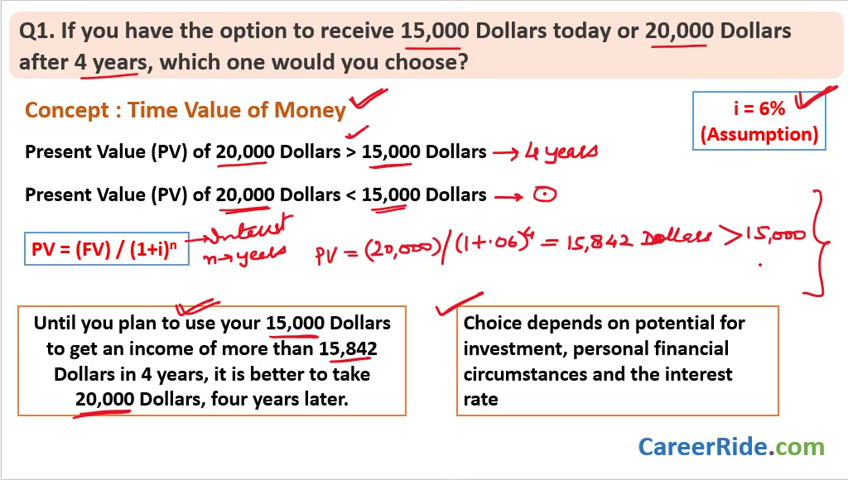 Q1. If you have the option to receive 15,000 Dollars today or 20,000 Dollars
after 4 years, which one would you choose?
Concept : Time Value of Money
i = 6%
(Assumption)
Present Value (PV) of 20,000 Dollars > 15,000 Dollars → 4 years
Present Value (PV) of 20,000 Dollars < 15,000 Dollars →
PV = (FV) / (1+i)ⁿ → Interest
n → years
PV = (20,000) / (1+.06)⁴ = 15,842 Dollars > 15,000
Until you plan to use your 15,000 Dollars
to get an income of more than 15,842
Dollars in 4 years, it is better to take
20,000 Dollars, four years later.
Choice depends on potential for
investment, personal financial
circumstances and the interest
rate
CareerRide.com